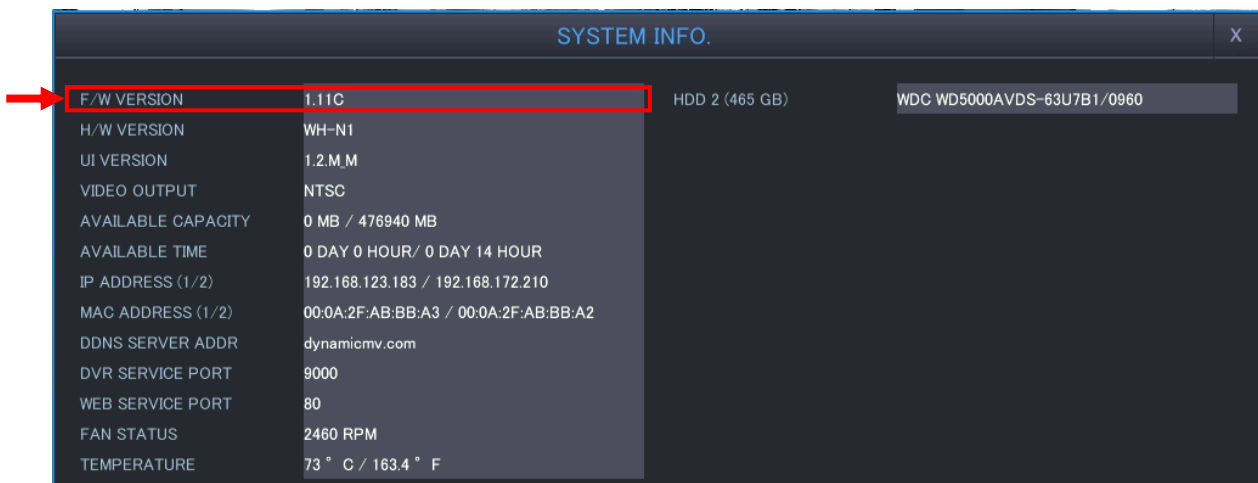 SYSTEM INFO.
X
F/W VERSION 1.11C HDD 2 (465 GB) WDC WD5000AVDS-63U7B1/0960
H/W VERSION WH-N1
UI VERSION 1.2.M_M
VIDEO OUTPUT NTSC
AVAILABLE CAPACITY 0 MB / 476940 MB
AVAILABLE TIME 0 DAY 0 HOUR/ 0 DAY 14 HOUR
IP ADDRESS (1/2) 192.168.123.183 / 192.168.172.210
MAC ADDRESS (1/2) 00:0A:2F:AB:BB:A3 / 00:0A:2F:AB:BB:A2
DDNS SERVER ADDR dynamicmv.com
DVR SERVICE PORT 9000
WEB SERVICE PORT 80
FAN STATUS 2460 RPM
TEMPERATURE 73 ° C / 163.4 ° F